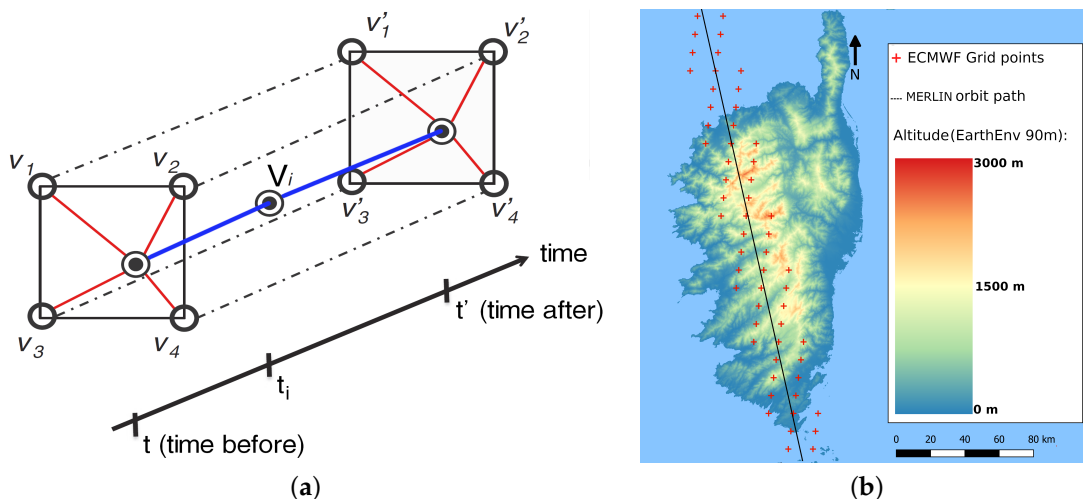 v'1
v'2
v1
v2
Vi
v'3
v'4
time
t' (time after)
v3
v4
ti
t (time before)
(a)
N
ECMWF Grid points
MERLIN orbit path
Altitude(EarthEnv 90m):
3000 m
1500 m
0 m
0 20 40 60 80 km
(b)